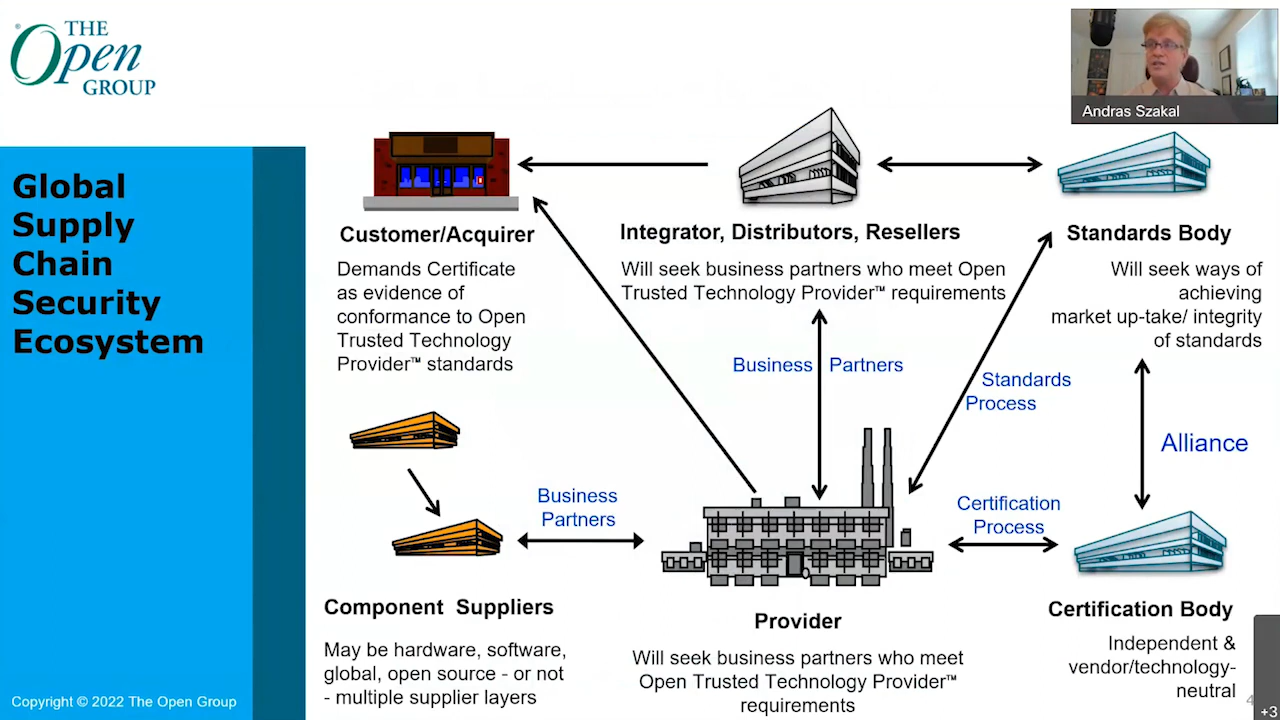 THE
Open
GROUP
®
Andras Szakal
Global
Supply
Chain
Security
Ecosystem
Customer/Acquirer
Demands Certificate
as evidence of
conformance to Open
Trusted Technology
Provider™ standards
Integrator, Distributors, Resellers
Will seek business partners who meet Open
Trusted Technology Provider™ requirements
Standards Body
Will seek ways of
achieving
market up-take/ integrity
of standards
Business Partners
Standards
Process
Alliance
Business
Partners
Certification
Process
Component Suppliers
May be hardware, software,
global, open source - or not
- multiple supplier layers
Provider
Will seek business partners who meet
Open Trusted Technology Provider™
requirements
Certification Body
Independent &
vendor/technology-
neutral
Copyright © 2022 The Open Group
4
+3